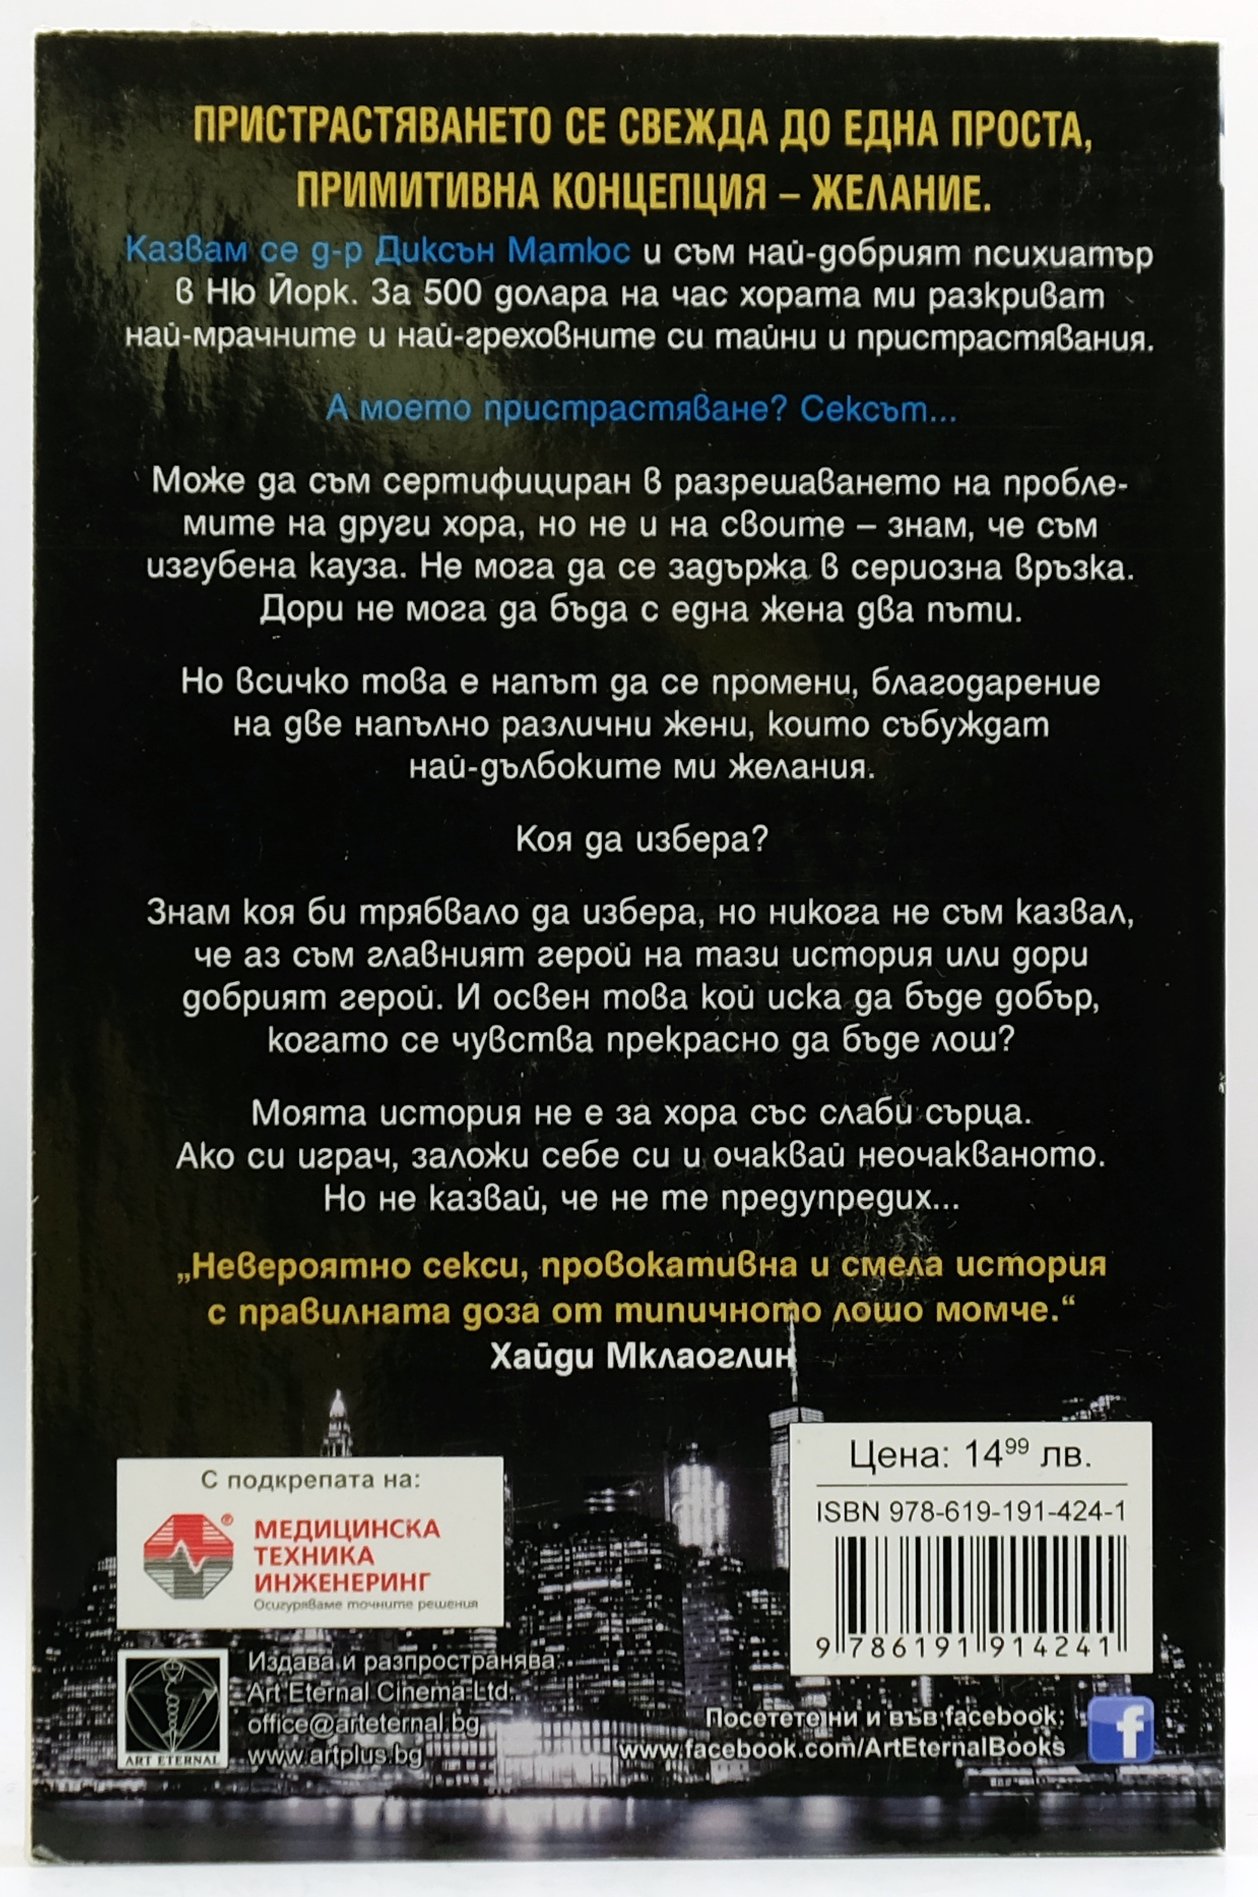 ПРИСТРАСТЯВАНЕТО СЕ СВЕЖДА ДО ЕДНА ПРОСТА,
ПРИМИТИВНА КОНЦЕПЦИЯ – ЖЕЛАНИЕ.
Казвам се д-р Диксън Матюс и съм най-добрият психиатър
в Ню Йорк. За 500 долара на час хората ми разкриват
най-мрачните и най-греховните си тайни и пристрастявания.
А моето пристрастяване? Сексът...
Може да съм сертифициран в разрешаването на пробле-
мите на други хора, но не и на своите – знам, че съм
изгубена кауза. Не мога да се задържа в сериозна връзка.
Дори не мога да бъда с една жена два пъти.
Но всичко това е напът да се промени, благодарение
на две напълно различни жени, които събуждат
най-дълбоките ми желания.
Коя да избера?
Знам коя би трябвало да избера, но никога не съм казвал,
че аз съм главният герой на тази история или дори
добрият герой. И освен това кой иска да бъде добър,
когато се чувства прекрасно да бъде лош?
Моята история не е за хора със слаби сърца.
Ако си играч, заложи себе си и очаквай неочакваното.
Но не казвай, че не те предупредих...
„Невероятно секси, провокативна и смела история
с правилната доза от типичното лошо момче.“
Хайди Мклаоглин
С подкрепата на:
МЕДИЦИНСКА
ТЕХНИКА
ИНЖЕНЕРИНГ
Осигуряваме точните решения
Цена: 14⁹⁹ лв.
ISBN 978-619-191-424-1
9 786191 914241
ART ETERNAL
Издава и разпространява:
Art Eternal Cinema Ltd.
office@arteternal.bg
www.artplus.bg
Посетете ни и във facebook:
www.facebook.com/ArtEternalBooks
f